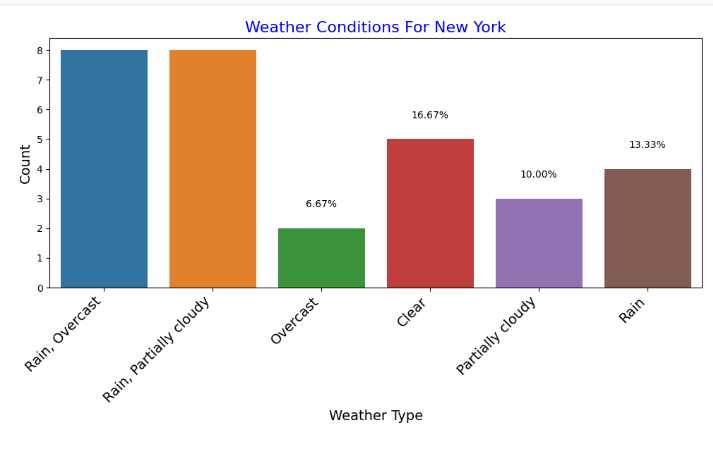 Weather Conditions For New York
8
7
6
5
4
3
2
1
0
Count
16.67%
13.33%
10.00%
6.67%
Rain, Overcast
Rain, Partially cloudy
Overcast
Clear
Partially cloudy
Rain
Weather Type